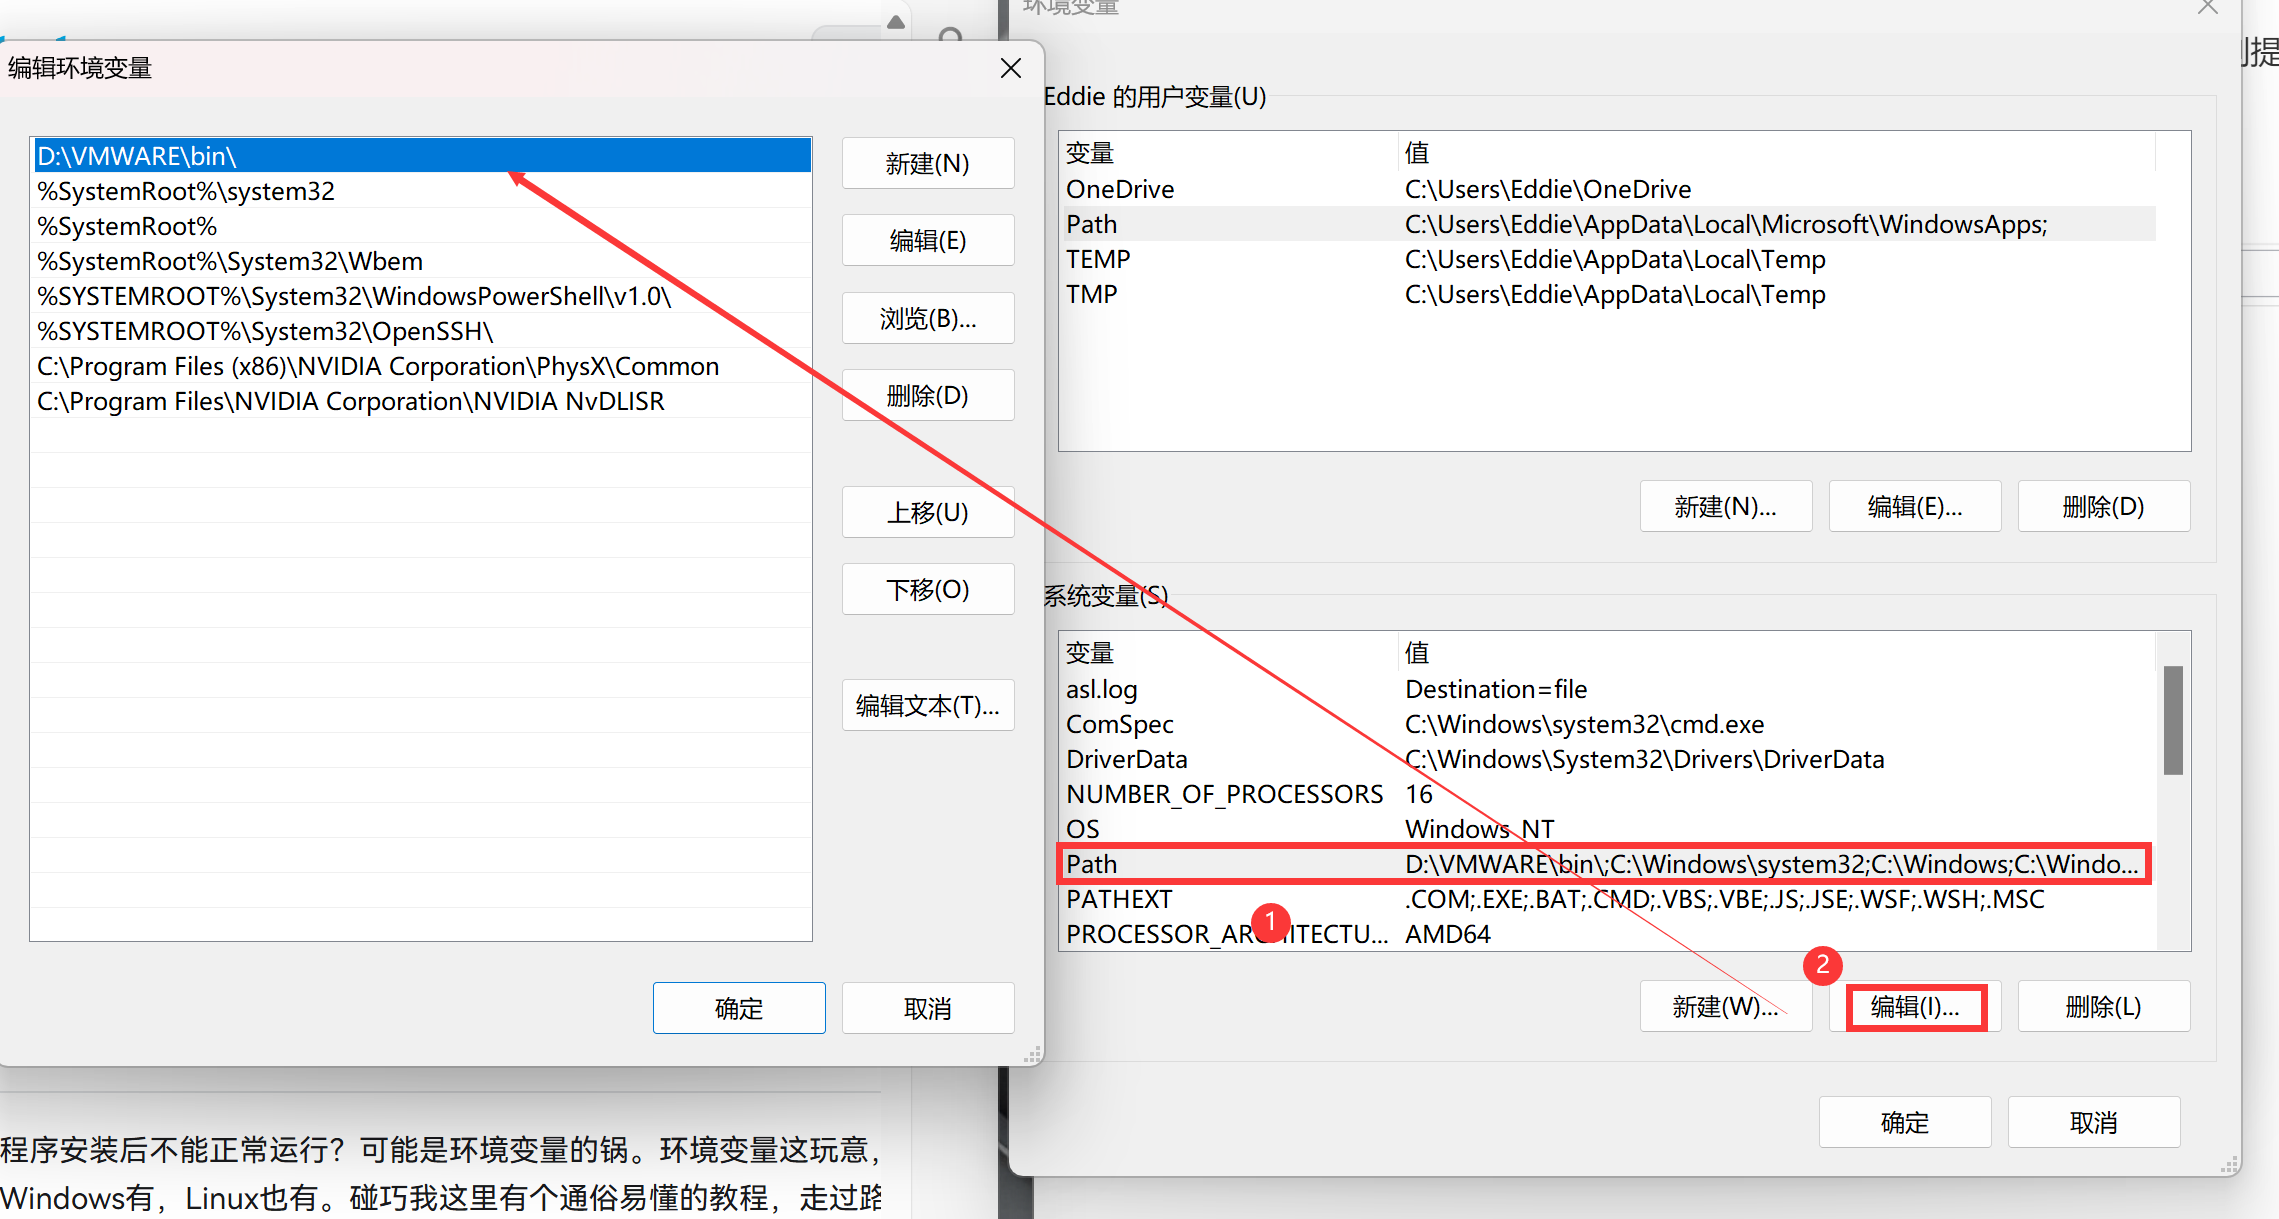 编辑环境变量
D:\VMWARE\bin\
%SystemRoot%\system32
%SystemRoot%
%SystemRoot%\System32\Wbem
%SYSTEMROOT%\System32\WindowsPowerShell\v1.0\
%SYSTEMROOT%\System32\OpenSSH\
C:\Program Files (x86)\NVIDIA Corporation\PhysX\Common
C:\Program Files\NVIDIA Corporation\NVIDIA NvDLISR
新建(N)
编辑(E)
浏览(B)...
删除(D)
上移(U)
下移(O)
编辑文本(T)...
确定
取消
环境变量
Eddie 的用户变量(U)
变量 值
OneDrive C:\Users\Eddie\OneDrive
Path C:\Users\Eddie\AppData\Local\Microsoft\WindowsApps;
TEMP C:\Users\Eddie\AppData\Local\Temp
TMP C:\Users\Eddie\AppData\Local\Temp
新建(N)... 编辑(E)... 删除(D)
系统变量(S)
变量 值
asl.log Destination=file
ComSpec C:\Windows\system32\cmd.exe
DriverData C:\Windows\System32\Drivers\DriverData
NUMBER_OF_PROCESSORS 16
OS Windows_NT
Path D:\VMWARE\bin\;C:\Windows\system32;C:\Windows;C:\Windo...
PATHEXT .COM;.EXE;.BAT;.CMD;.VBS;.VBE;.JS;.JSE;.WSF;.WSH;.MSC
1
PROCESSOR_ARCHITECTU... AMD64
2
新建(W)... 编辑(I)... 删除(L)
确定 取消
提
程序安装后不能正常运行？可能是环境变量的锅。环境变量这玩意,
Windows有，Linux也有。碰巧我这里有个通俗易懂的教程，走过路